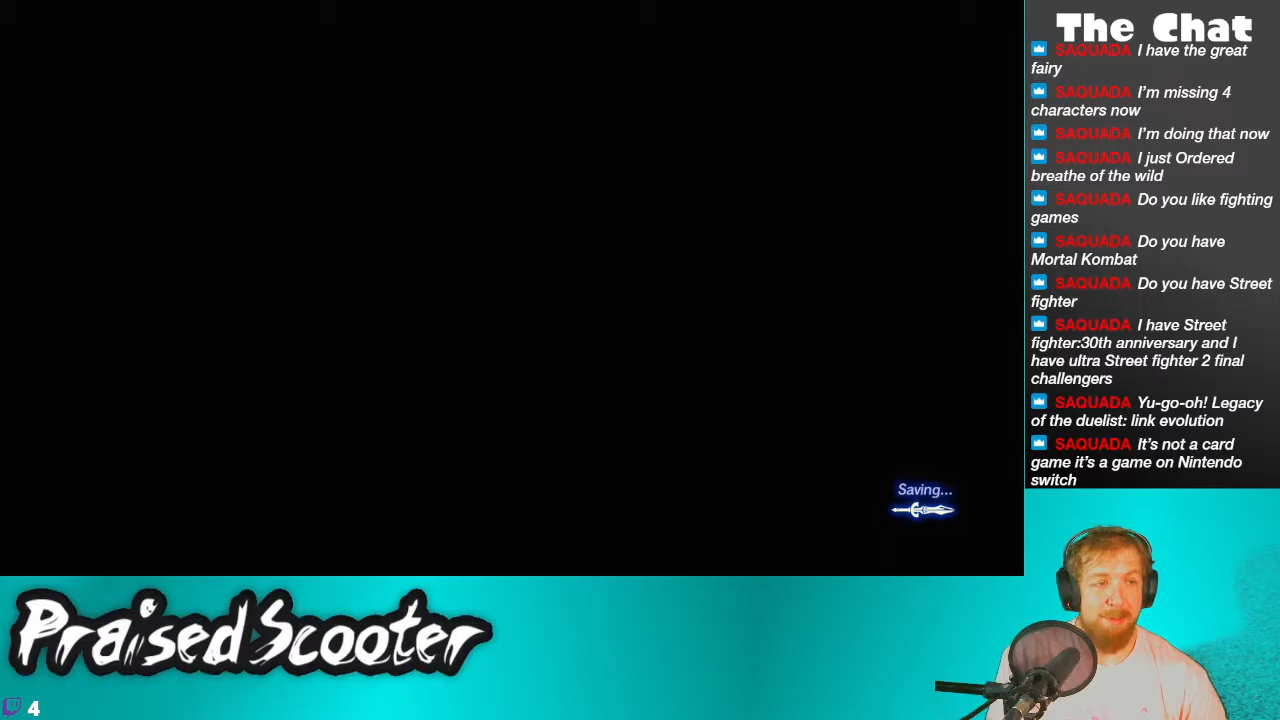 The Chat
SAQUADA I have the great
fairy
SAQUADA I'm missing 4
characters now
SAQUADA I'm doing that now
SAQUADA I just Ordered
breathe of the wild
SAQUADA Do you like fighting
games
SAQUADA Do you have
Mortal Kombat
SAQUADA Do you have Street
fighter
SAQUADA I have Street
fighter:30th anniversary and I
have ultra Street fighter 2 final
challengers
SAQUADA Yu-go-oh! Legacy
of the duelist: link evolution
SAQUADA It's not a card
game it's a game on Nintendo
switch
Saving...
PraisedScooter
4